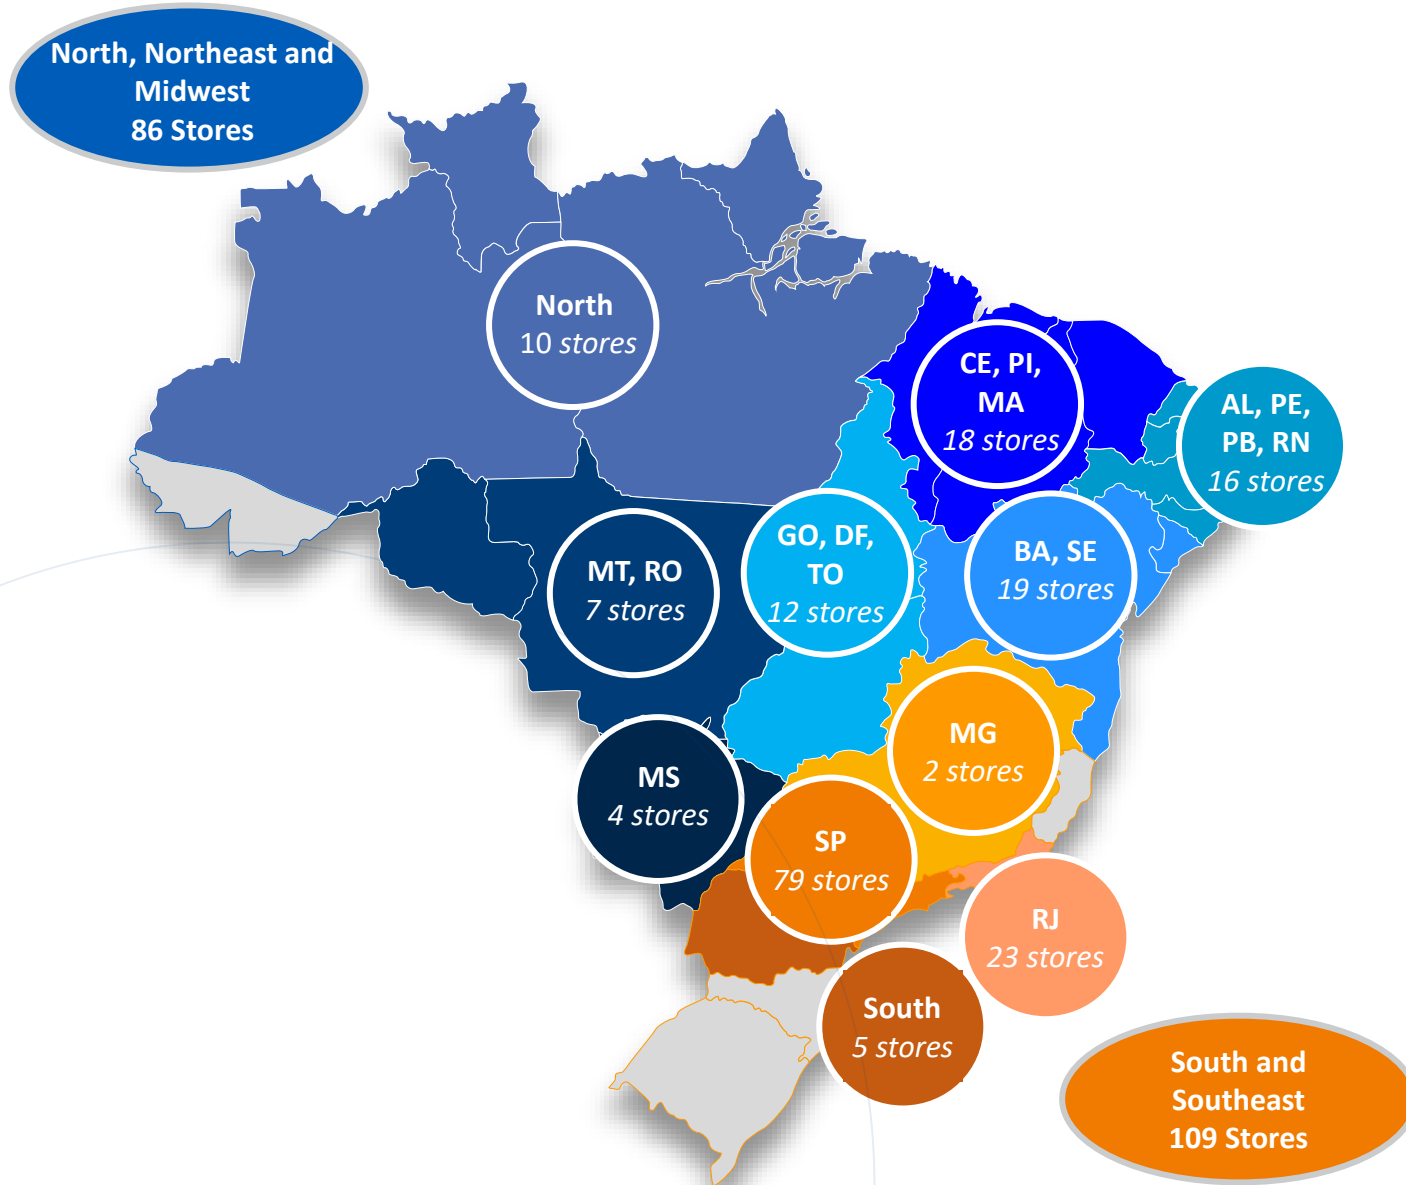 North, Northeast and
Midwest
86 Stores
North
10 stores
CE, PI,
MA
18 stores
AL, PE,
PB, RN
16 stores
GO, DF,
TO
12 stores
BA, SE
19 stores
MT, RO
7 stores
MG
2 stores
MS
4 stores
SP
79 stores
RJ
23 stores
South
5 stores
South and
Southeast
109 Stores